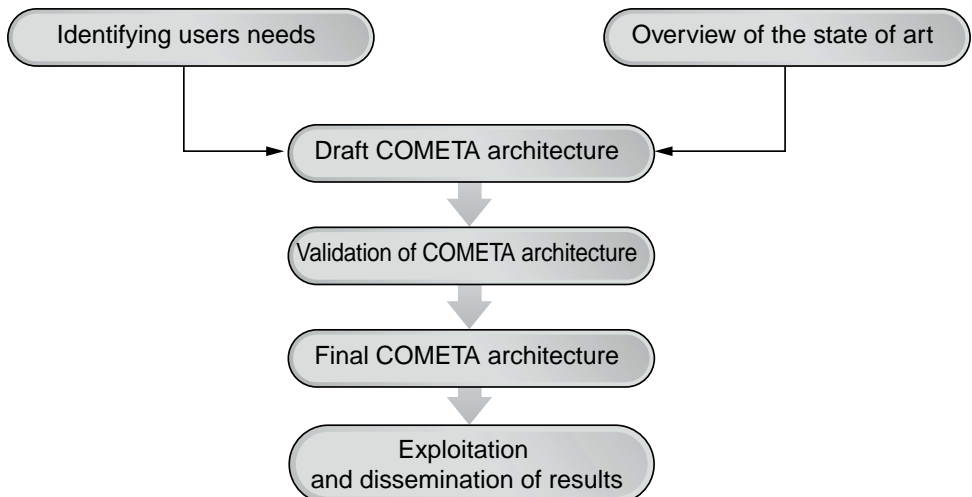 Identifying users needs
Overview of the state of art
Draft COMETA architecture
Validation of COMETA architecture
Final COMETA architecture
Exploitation
and dissemination of results